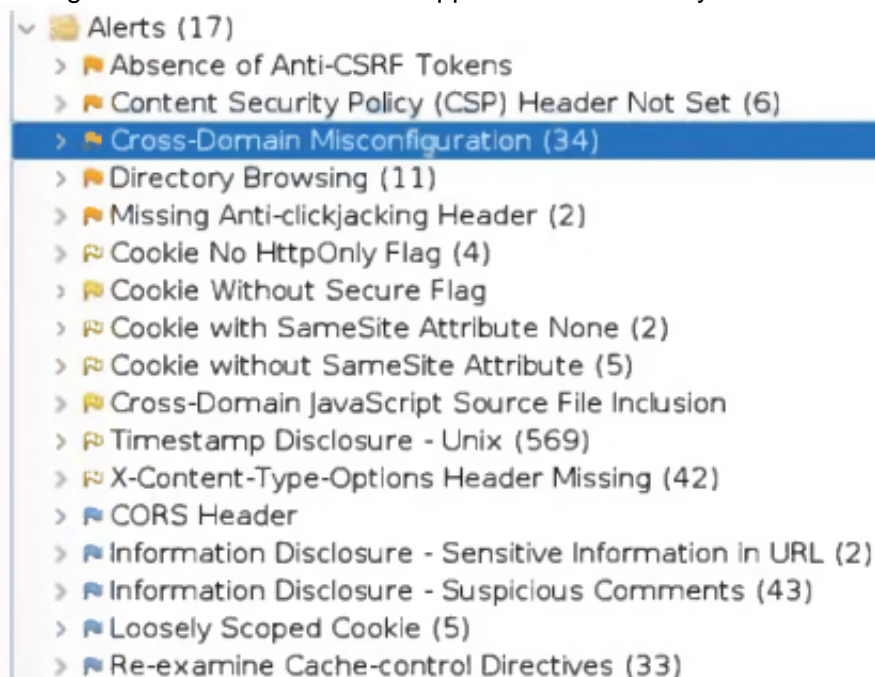 Alerts (17)
Absence of Anti-CSRF Tokens
Content Security Policy (CSP) Header Not Set (6)
Cross-Domain Misconfiguration (34)
Directory Browsing (11)
Missing Anti-clickjacking Header (2)
Cookie No HttpOnly Flag (4)
Cookie Without Secure Flag
Cookie with SameSite Attribute None (2)
Cookie without SameSite Attribute (5)
Cross-Domain JavaScript Source File Inclusion
Timestamp Disclosure - Unix (569)
X-Content-Type-Options Header Missing (42)
CORS Header
Information Disclosure - Sensitive Information in URL (2)
Information Disclosure - Suspicious Comments (43)
Loosely Scoped Cookie (5)
Re-examine Cache-control Directives (33)